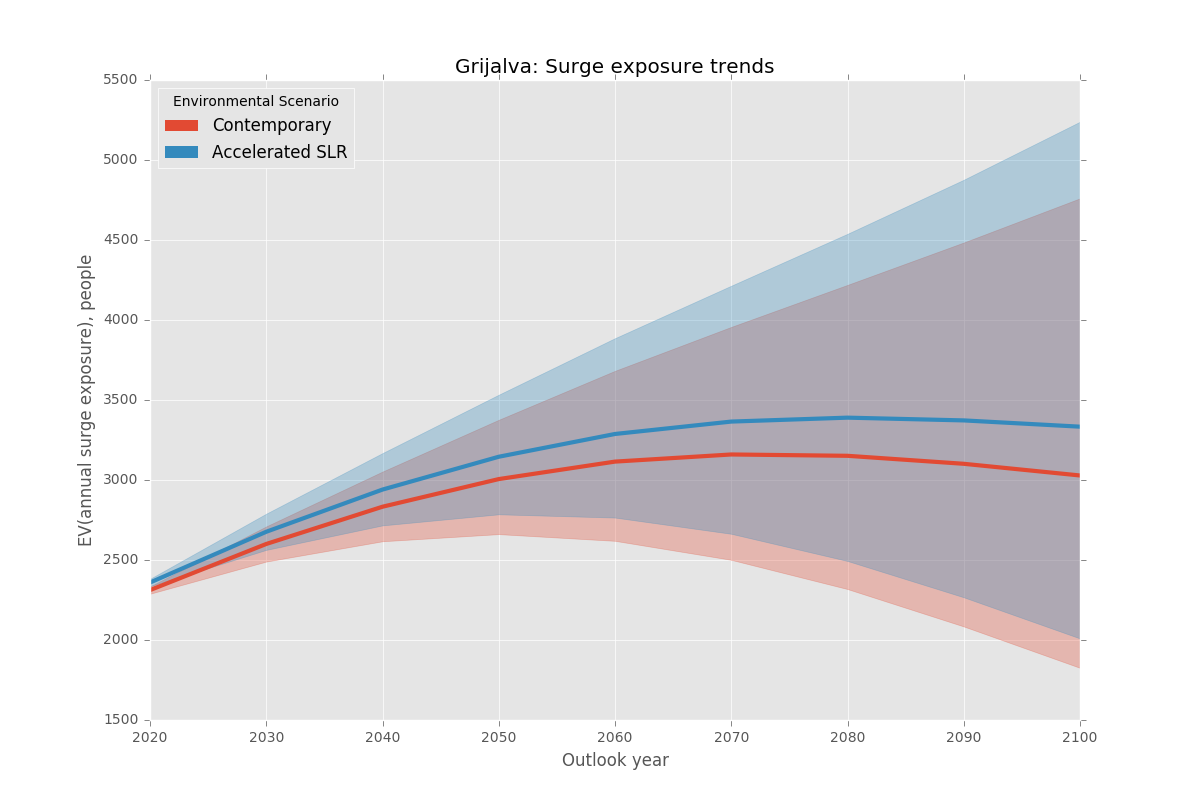 Grijalva: Surge exposure trends
5500
5000
4500
4000
3500
3000
2500
2000
1500
EV(annual surge exposure), people
Environmental Scenario
Contemporary
Accelerated SLR
2020 2030 2040 2050 2060 2070 2080 2090 2100
Outlook year